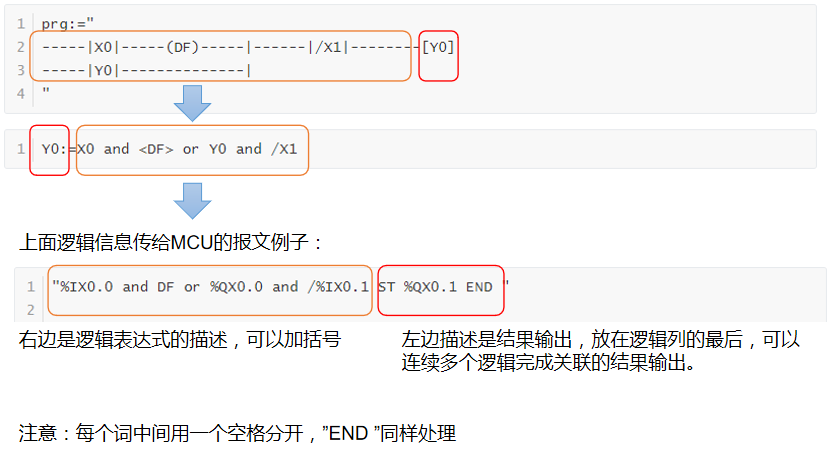 1 prg:="
2 -----|X0|-----(DF)-----|------|/X1|--------[Y0]
3 -----|Y0|--------------|
4 "
1 Y0:=X0 and <DF> or Y0 and /X1
上面逻辑信息传给MCU的报文例子：
1 "%IX0.0 and DF or %QX0.0 and /%IX0.1 ST %QX0.1 END "
2
右边是逻辑表达式的描述，可以加括号
左边描述是结果输出，放在逻辑列的最后，可以
连续多个逻辑完成关联的结果输出。
注意：每个词中间用一个空格分开，”END ”同样处理